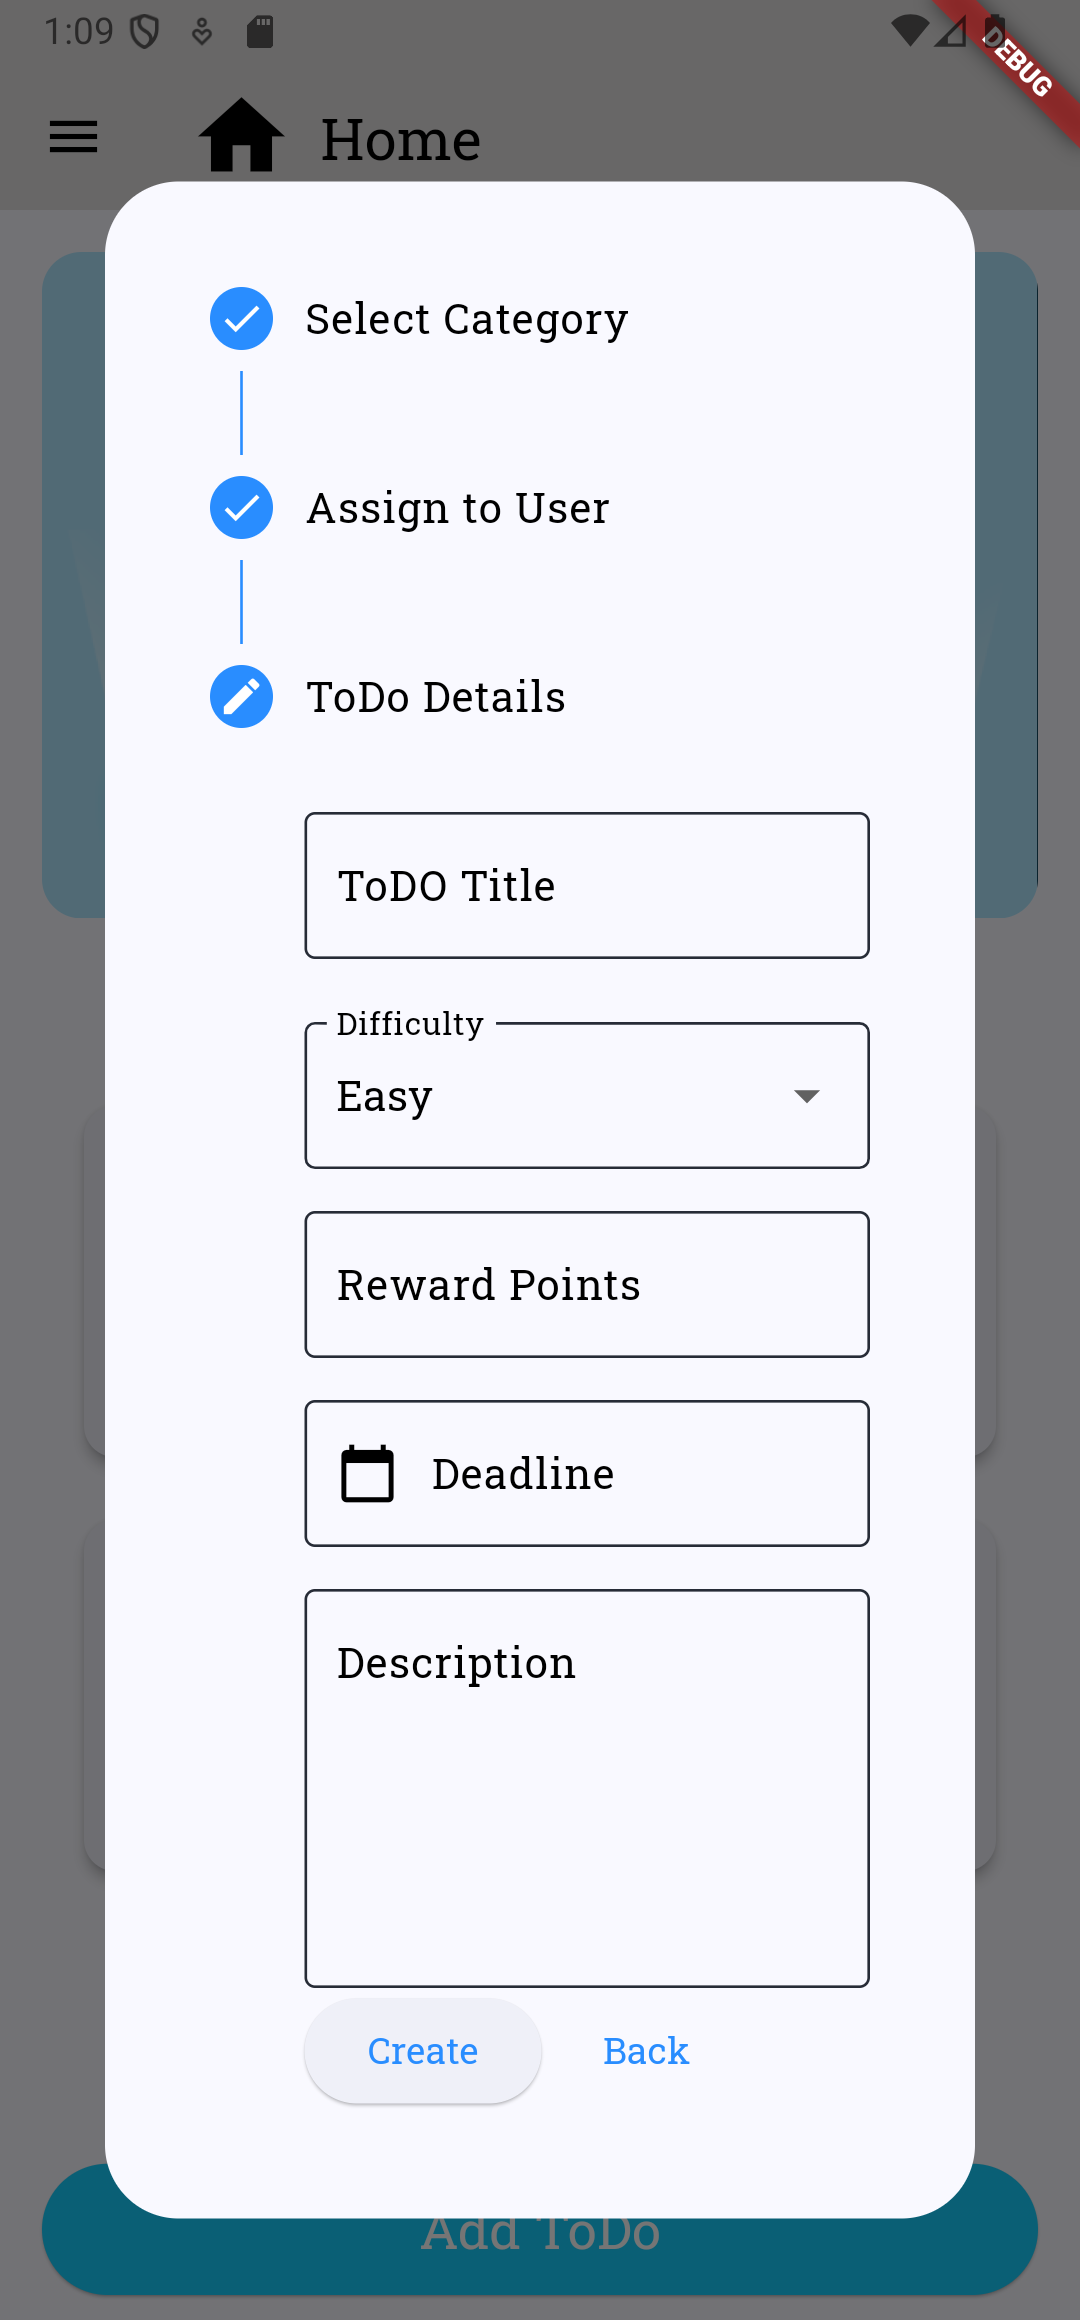 1:09
DEBUG
Home
Select Category
Assign to User
ToDo Details
ToDO Title
Difficulty
Easy
Reward Points
Deadline
Description
Create
Back
Add ToDo